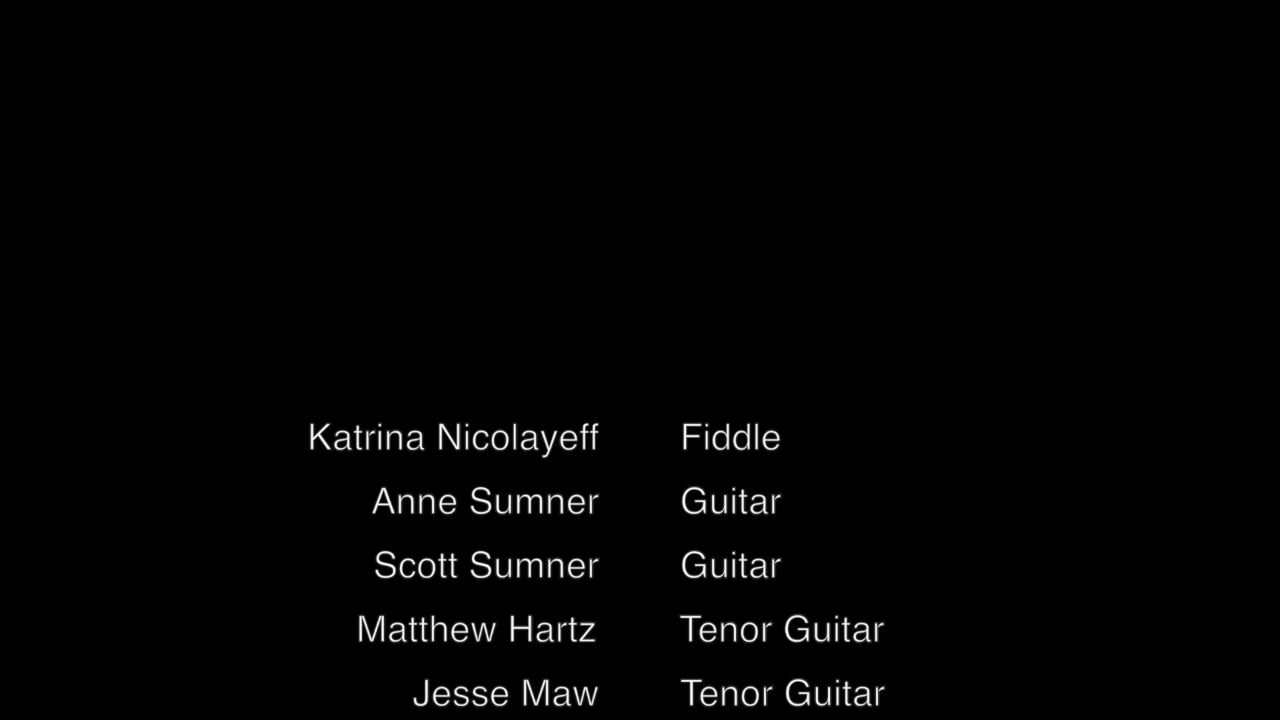 Katrina Nicolayeff Fiddle
Anne Sumner Guitar
Scott Sumner Guitar
Matthew Hartz Tenor Guitar
Jesse Maw Tenor Guitar